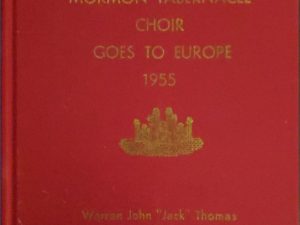 MORMON TABERNACLE
CHOIR
GOES TO EUROPE
1955
Warren John "Jack" Thomas